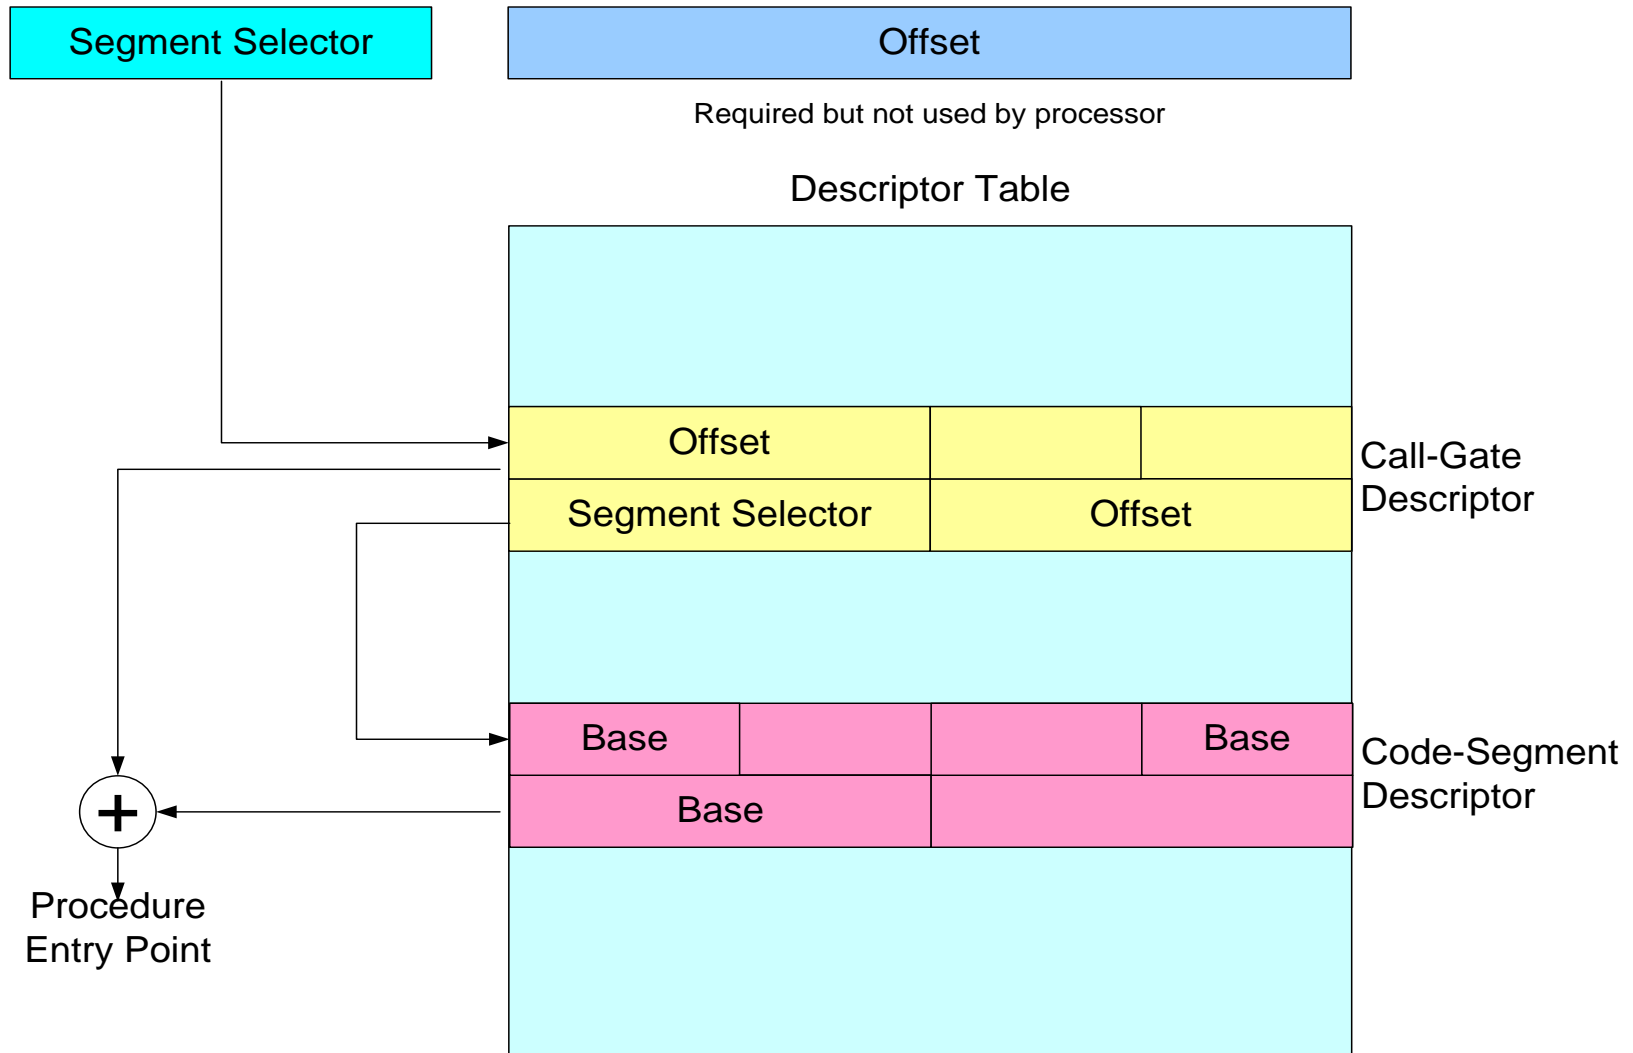 Segment Selector
Offset
Required but not used by processor
Descriptor Table
Offset
Call-Gate
Descriptor
Segment Selector
Offset
Base
Base
Code-Segment
Descriptor
Base
+
Procedure
Entry Point